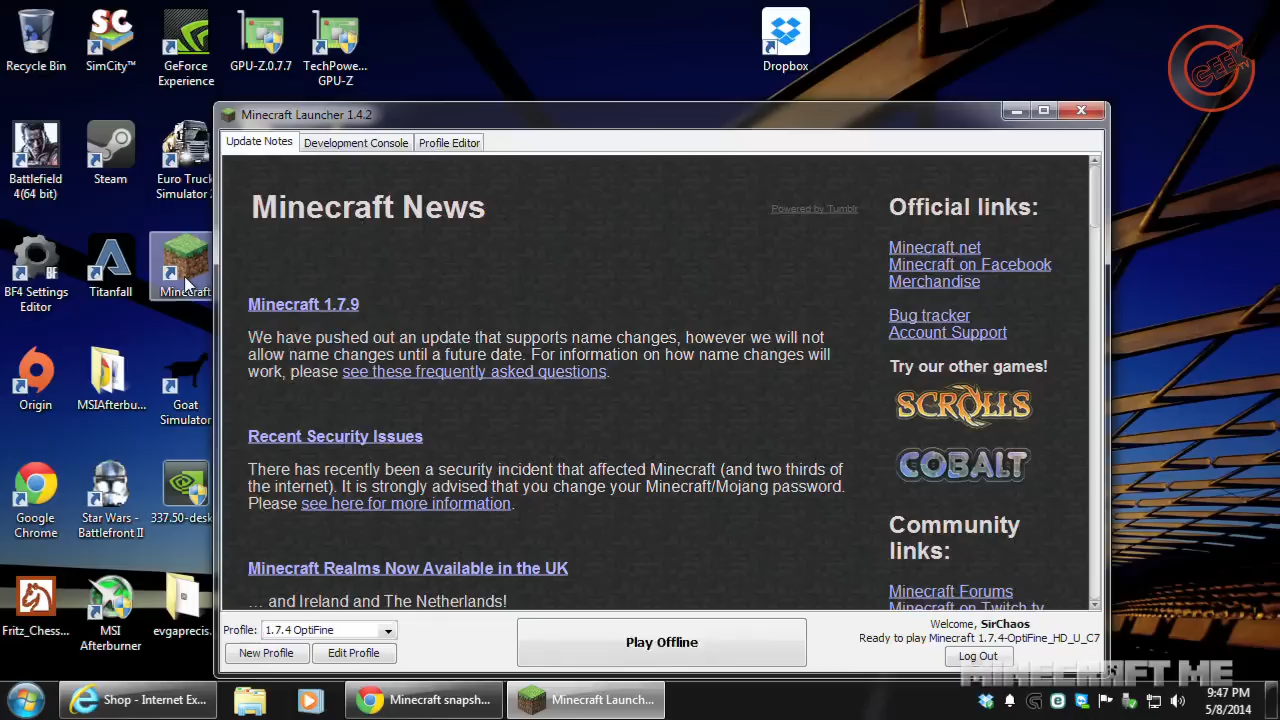 Recycle Bin
SimCity™
GeForce
Experience
GPU-Z.0.7.7
TechPowe...
GPU-Z
Dropbox
GEEK
Battlefield
4(64 bit)
Steam
Euro Truck
Simulator
BF4 Settings
Editor
Titanfall
Minecraft
Origin
MSIAfterbu...
Goat
Simulator
Google
Chrome
Star Wars -
Battlefront II
337.50-desk
Fritz_Chess...
MSI
Afterburner
evgaprecis...
Minecraft Launcher 1.4.2
Update Notes
Development Console
Profile Editor
Minecraft News
Powered by Tumblr
Minecraft 1.7.9
We have pushed out an update that supports name changes, however we will not
allow name changes until a future date. For information on how name changes will
work, please see these frequently asked questions.
Recent Security Issues
There has recently been a security incident that affected Minecraft (and two thirds of
the internet). It is strongly advised that you change your Minecraft/Mojang password.
Please see here for more information.
Minecraft Realms Now Available in the UK
... and Ireland and The Netherlands!
Official links:
Minecraft.net
Minecraft on Facebook
Merchandise
Bug tracker
Account Support
Try our other games!
SCROLLS
COBALT
Community
links:
Minecraft Forums
Minecraft on Twitch.tv
Profile:
1.7.4 OptiFine
New Profile
Edit Profile
Play Offline
Welcome, SirChaos
Ready to play Minecraft 1.7.4-OptiFine_HD_U_C7
Log Out
MINECRAFT ME
Shop - Internet Ex...
Minecraft snapsh...
Minecraft Launch...
9:47 PM
5/8/2014